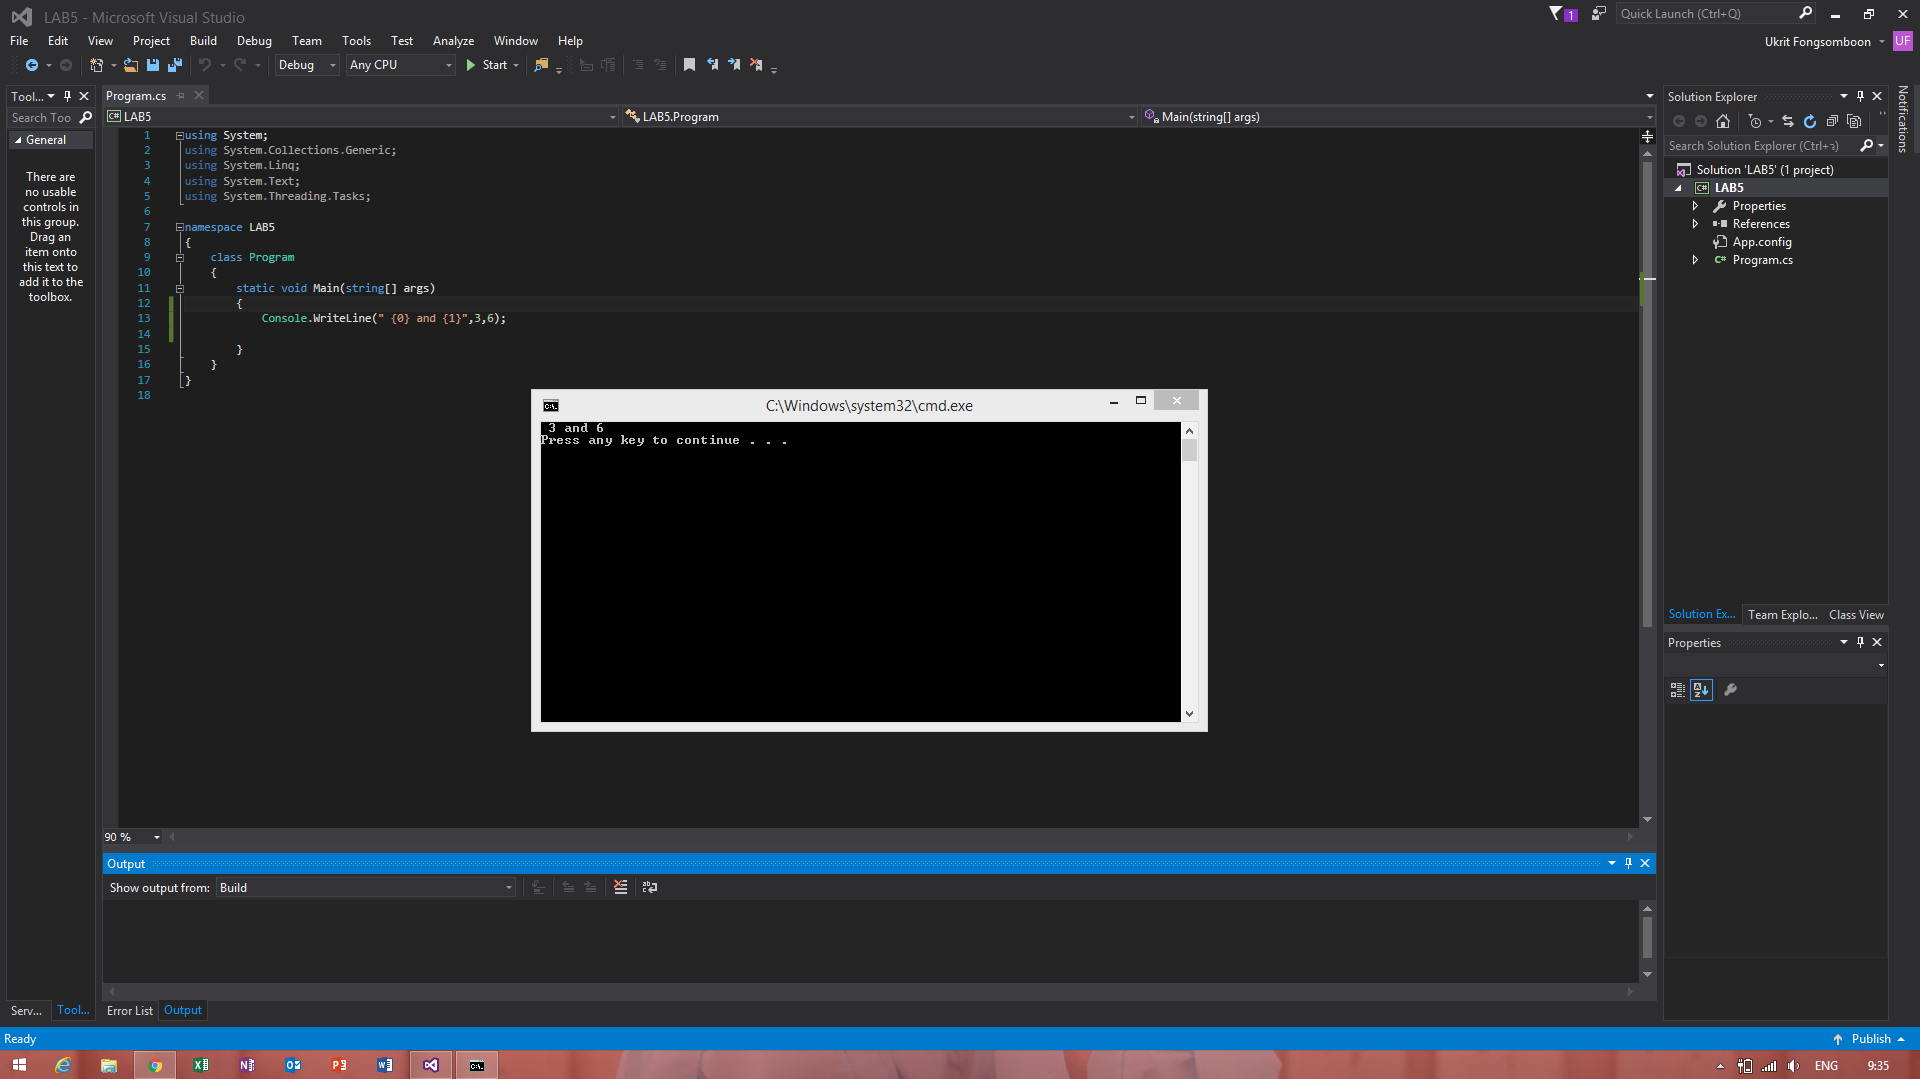 LAB5 - Microsoft Visual Studio
1
Quick Launch (Ctrl+Q)
File Edit View Project Build Debug Team Tools Test Analyze Window Help
Ukrit Fongsomboon UF
Debug Any CPU Start
Tool...
Search Too
General
There are
no usable
controls in
this group.
Drag an
item onto
this text to
add it to the
toolbox.
Program.cs
C# LAB5
LAB5.Program
Main(string[] args)
1 using System;
2 using System.Collections.Generic;
3 using System.Linq;
4 using System.Text;
5 using System.Threading.Tasks;
6
7 namespace LAB5
8 {
9 class Program
10 {
11 static void Main(string[] args)
12 {
13 Console.WriteLine(" {0} and {1}",3,6);
14
15 }
16 }
17 }
18
C:\Windows\system32\cmd.exe
3 and 6
Press any key to continue . . .
90 %
Output
Show output from: Build
Serv... Tool... Error List Output
Solution Explorer
Search Solution Explorer (Ctrl+ว)
Solution 'LAB5' (1 project)
C# LAB5
Properties
References
App.config
C# Program.cs
Solution Ex... Team Explo... Class View
Properties
Notifications
Ready
Publish
ENG 9:35